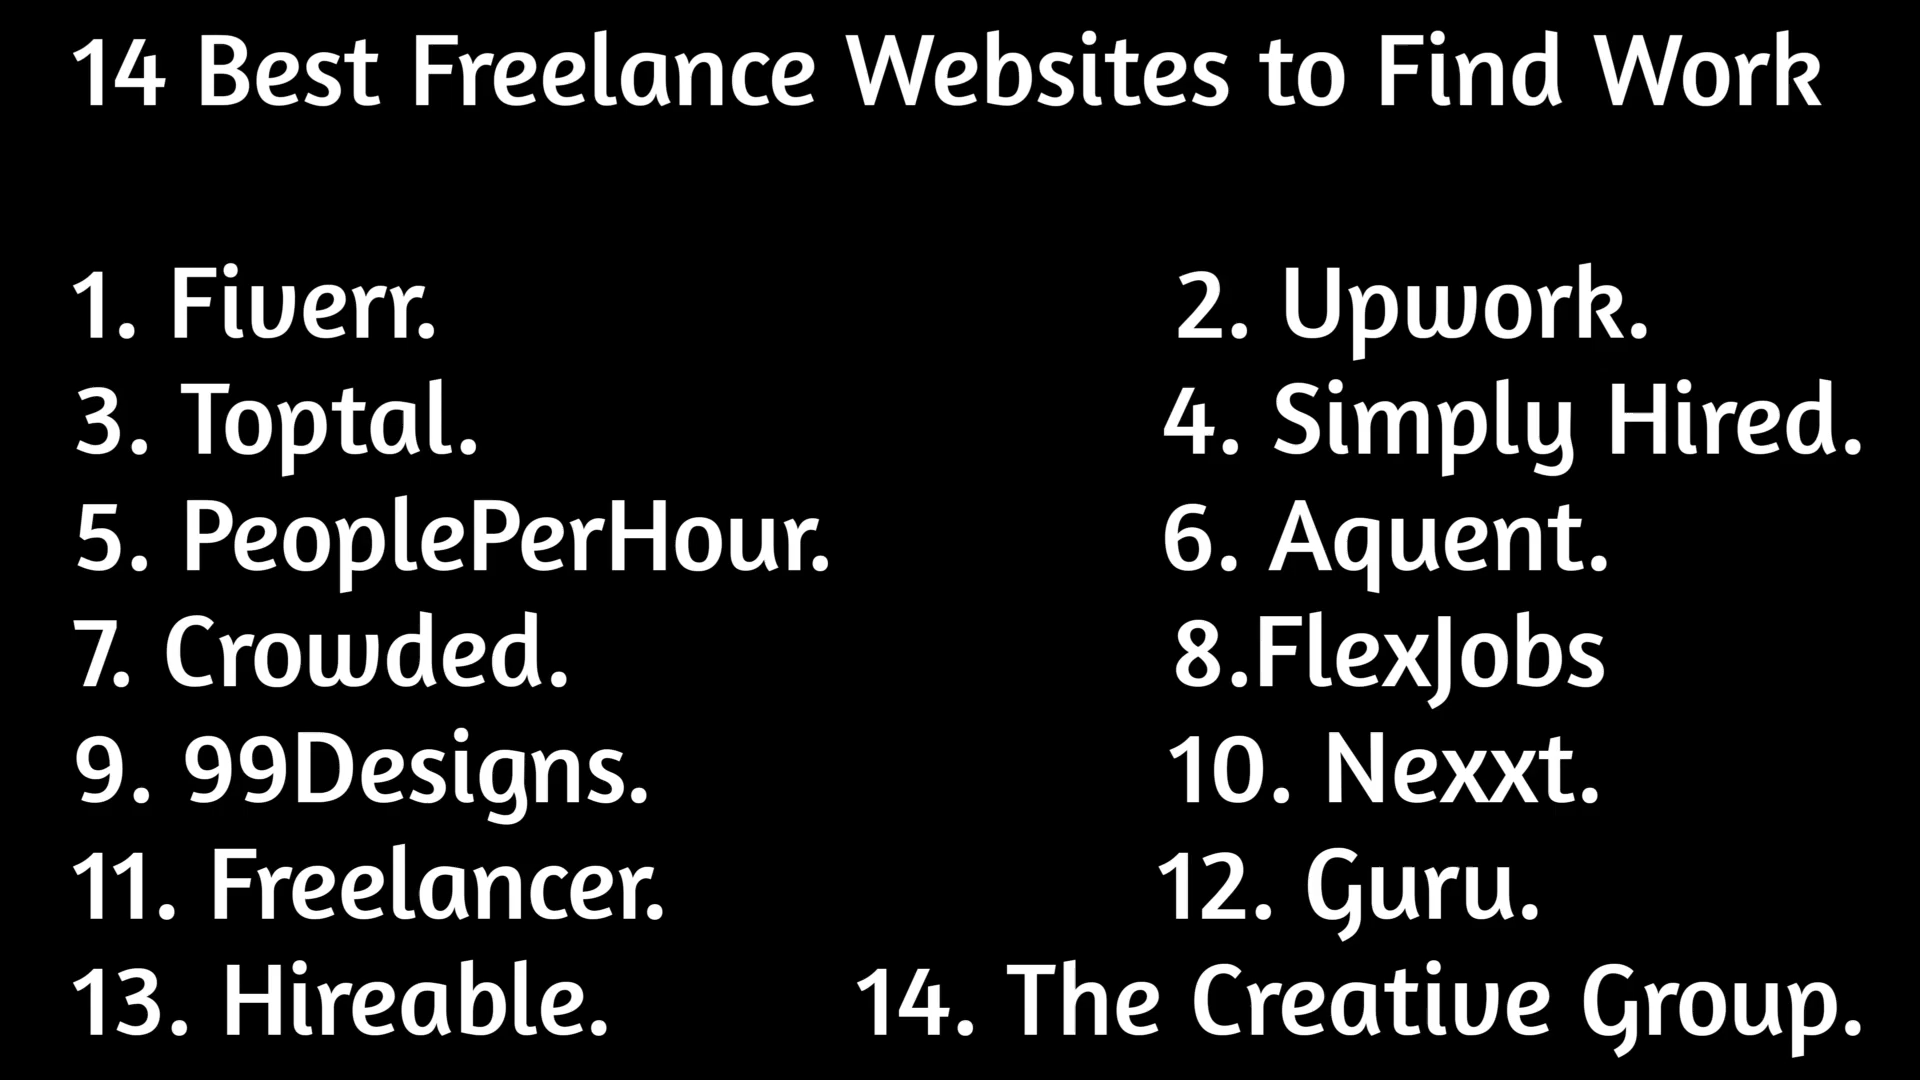 14 Best Freelance Websites to Find Work
1. Fiverr. 2. Upwork.
3. Toptal. 4. Simply Hired.
5. PeoplePerHour. 6. Aquent.
7. Crowded. 8.FlexJobs
9. 99Designs. 10. Nexxt.
11. Freelancer. 12. Guru.
13. Hireable. 14. The Creative Group.